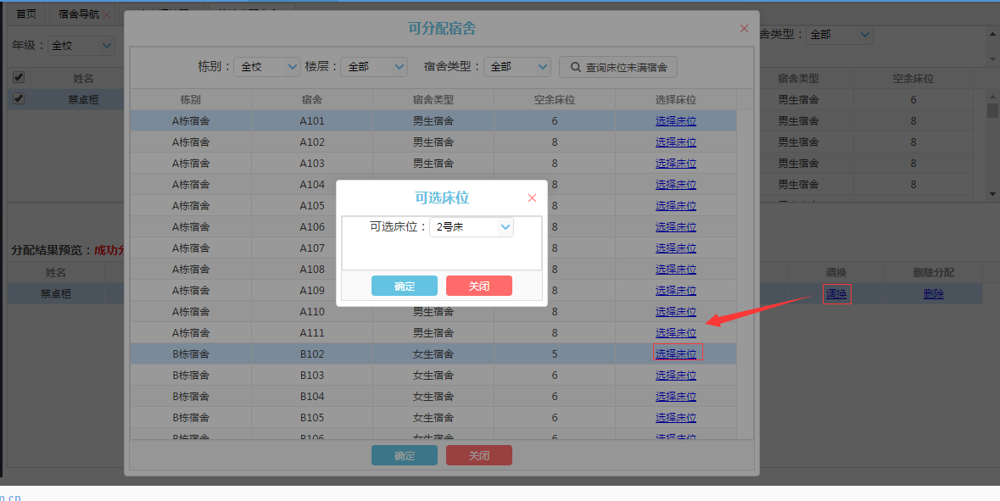 首页 宿舍导航
年级： 全校
姓名
蔡卓桓
分配结果预览：成功分
姓名
蔡卓桓
可分配宿舍
栋别： 全校 楼层： 全部 宿舍类型： 全部 查询床位未满宿舍
栋别 宿舍 宿舍类型 空余床位 选择床位
A栋宿舍 A101 男生宿舍 6 选择床位
A栋宿舍 A102 男生宿舍 8 选择床位
A栋宿舍 A103 男生宿舍 8 选择床位
A栋宿舍 A104 8 选择床位
A栋宿舍 A105 8 选择床位
A栋宿舍 A106 8 选择床位
A栋宿舍 A107 8 选择床位
A栋宿舍 A108 8 选择床位
A栋宿舍 A109 8 选择床位
A栋宿舍 A110 男生宿舍 8 选择床位
A栋宿舍 A111 男生宿舍 8 选择床位
B栋宿舍 B102 女生宿舍 5 选择床位
B栋宿舍 B103 女生宿舍 6 选择床位
B栋宿舍 B104 女生宿舍 6 选择床位
B栋宿舍 B105 女生宿舍 6 选择床位
B栋宿舍 B106 女生宿舍 6 选择床位
确定 关闭
可选床位
可选床位： 2号床
确定 关闭
舍类型： 全部
宿舍类型 空余床位
男生宿舍 6
男生宿舍 8
男生宿舍 8
男生宿舍 8
男生宿舍 8
调换 删除分配
调换 删除